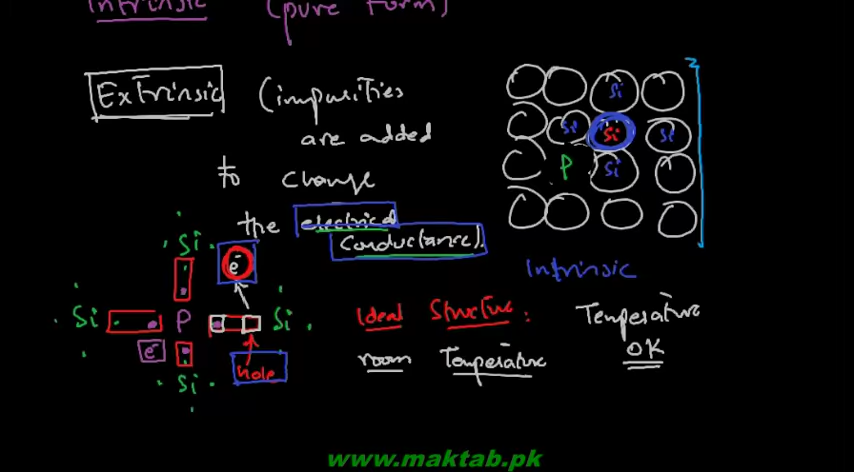 Intrinsic (pure form)
Extrinsic (impurities
are added
to change
the electrical
conductance).
Si
Si Si Si
P Si
Intrinsic
Si
e-
Si P Si
e-
Si
hole
Ideal Structure:
room Temperature
Temperature
0K
www.maktab.pk